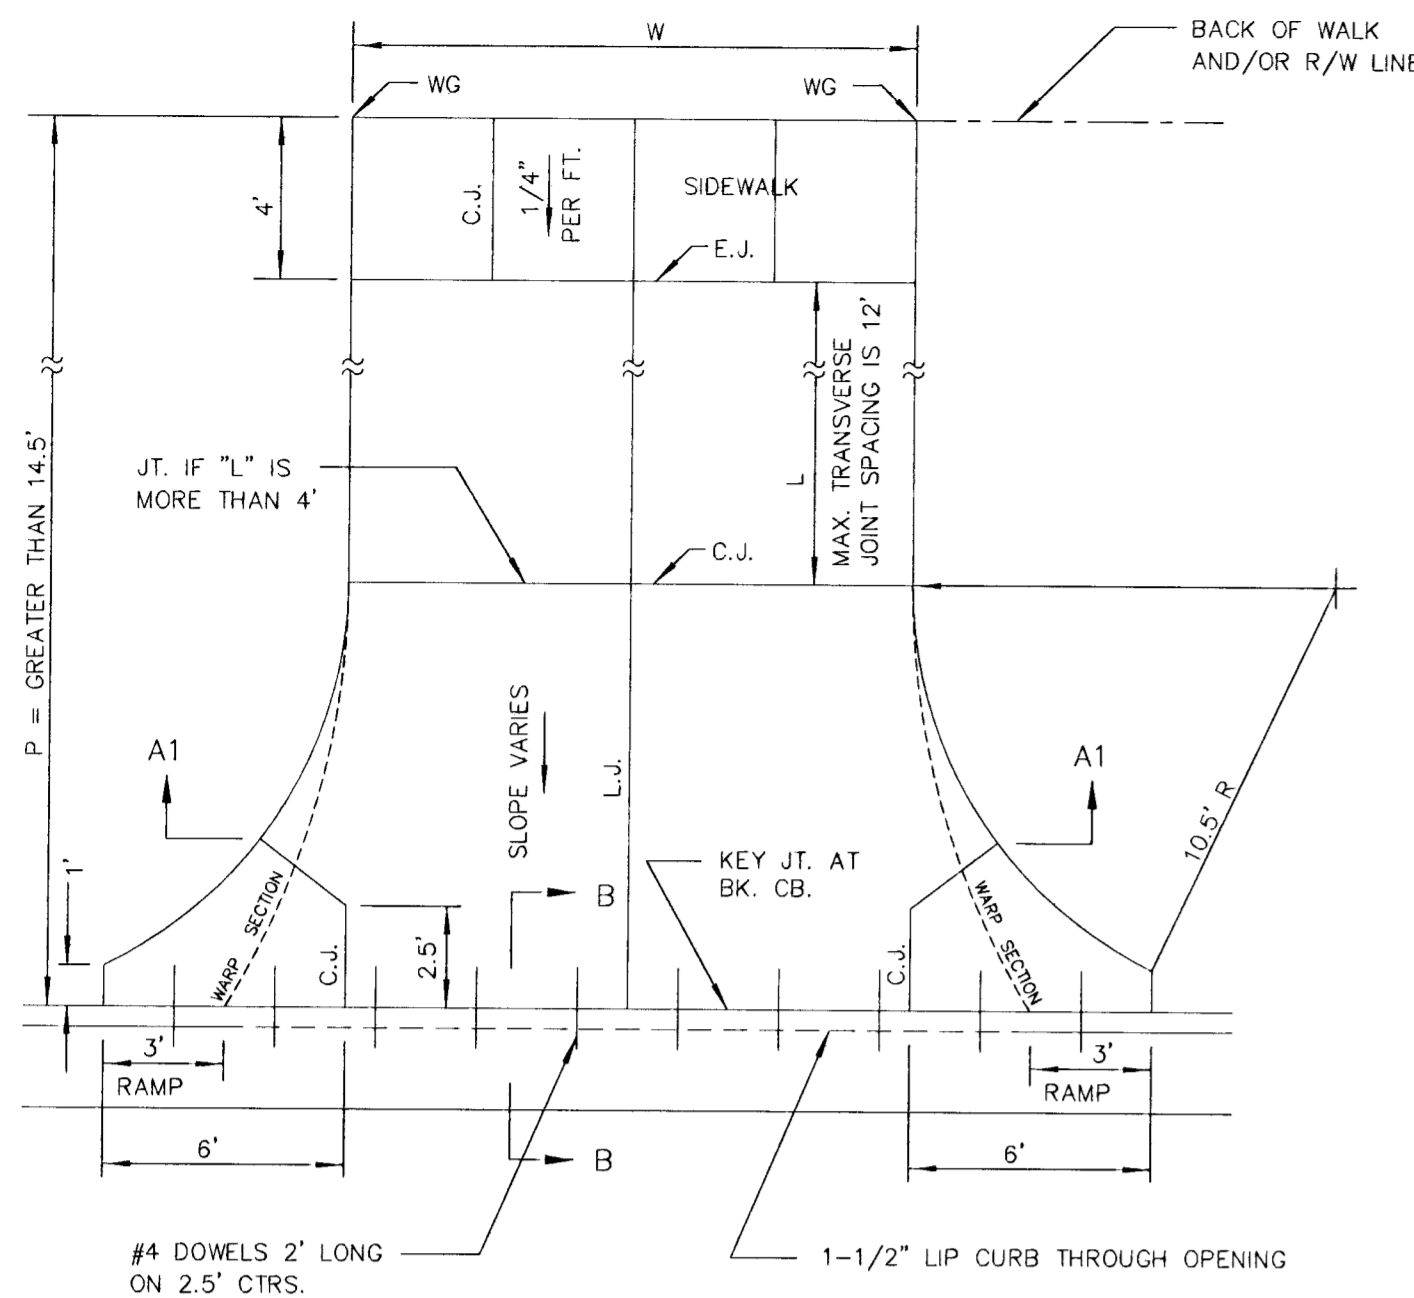 BACK OF WALK
AND/OR R/W LINE
W
WG
WG
4'
C.J.
1/4"
PER FT.
SIDEWALK
E.J.
P = GREATER THAN 14.5'
JT. IF "L" IS
MORE THAN 4'
L
MAX. TRANSVERSE
JOINT SPACING IS 12'
C.J.
A1
A1
SLOPE VARIES
L.J.
10.5' R
1'
WARP SECTION
C.J.
2.5'
B
KEY JT. AT
BK. CB.
C.J.
WARP SECTION
3'
RAMP
3'
RAMP
6'
B
6'
#4 DOWELS 2' LONG
ON 2.5' CTRS.
1-1/2" LIP CURB THROUGH OPENING